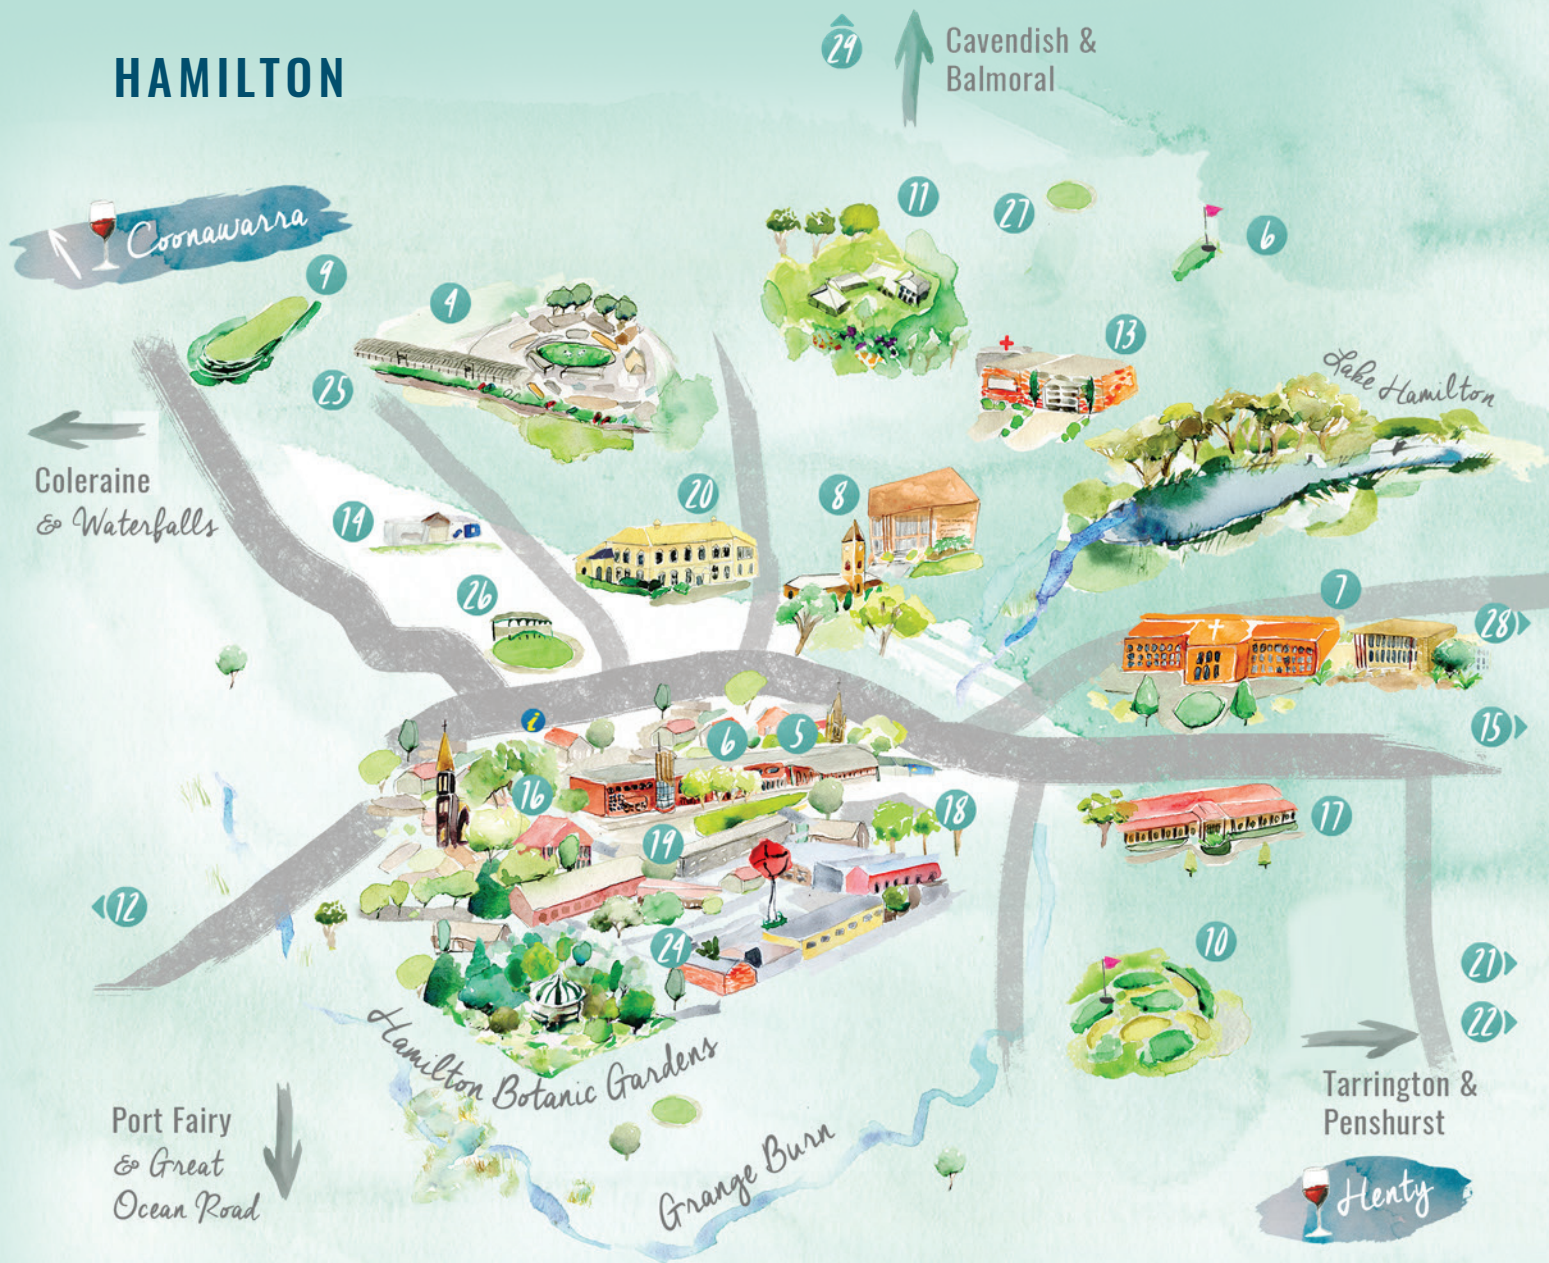 HAMILTON
29
Cavendish &
Balmoral
Coonawarra
11
27
6
9
4
13
25
Lake Hamilton
Coleraine
& Waterfalls
14
20
8
26
7
28
i
6
5
15
16
19
18
17
12
24
10
21
22
Hamilton Botanic Gardens
Grange Burn
Port Fairy
& Great
Ocean Road
Tarrington &
Penshurst
Henty